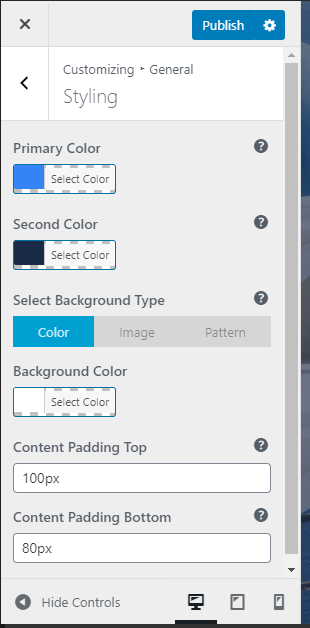 Publish
Customizing ▸ General
Styling
Primary Color
Select Color
Second Color
Select Color
Select Background Type
Color Image Pattern
Background Color
Select Color
Content Padding Top
100px
Content Padding Bottom
80px
Hide Controls